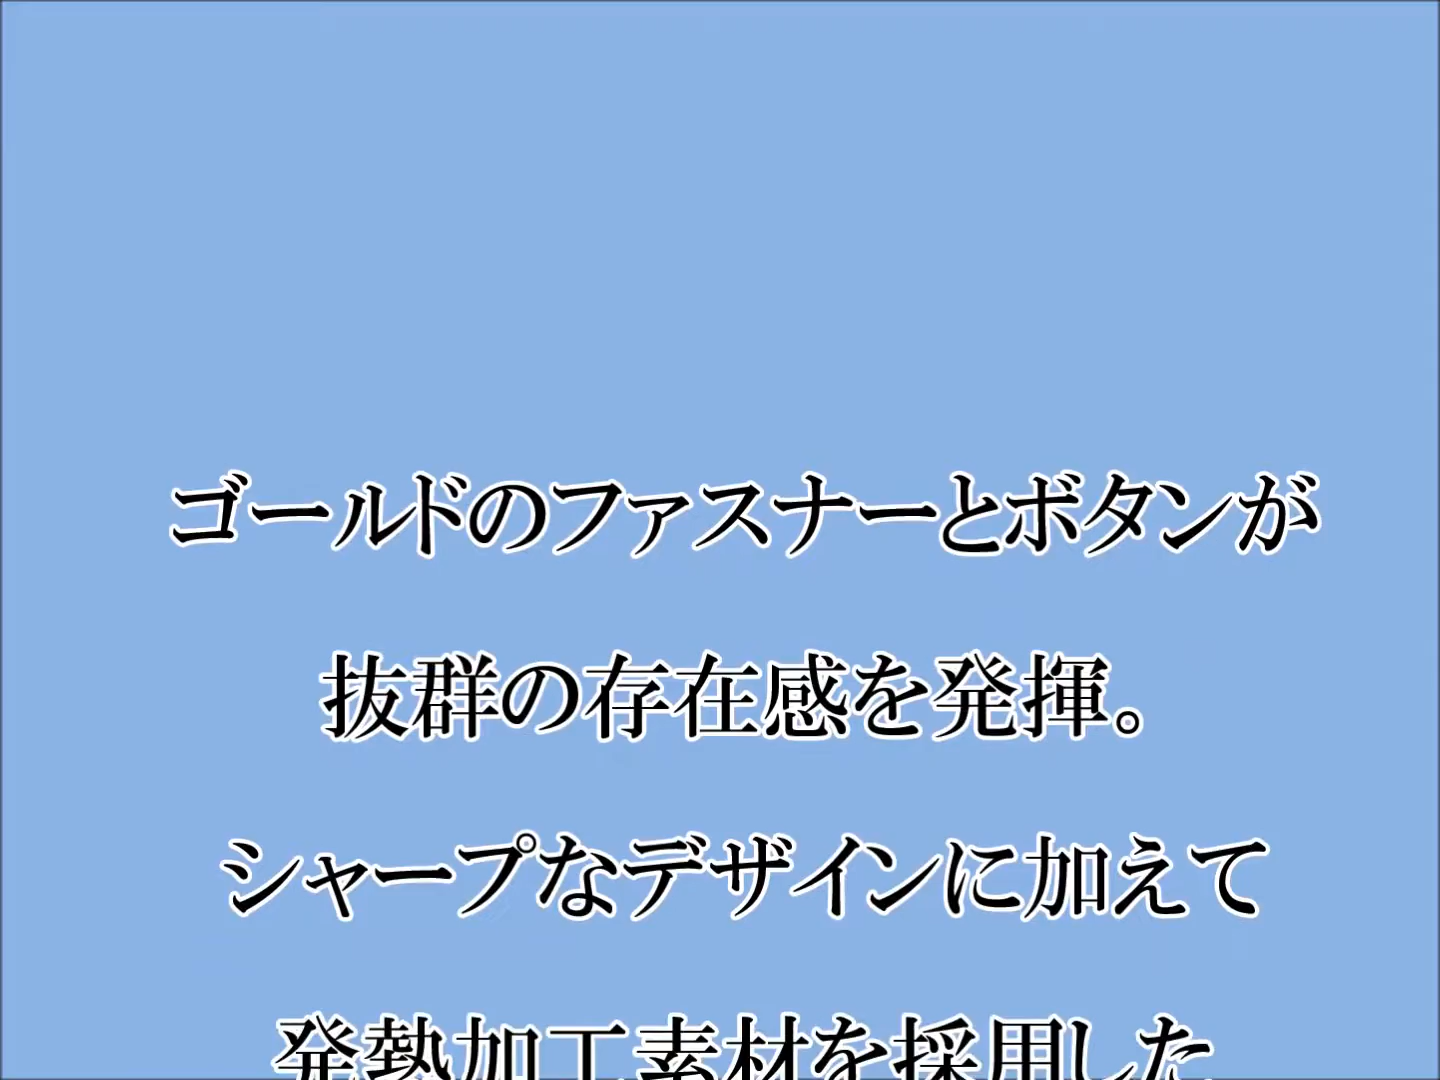 ゴールドのファスナーとボタンが
抜群の存在感を発揮。
シャープなデザインに加えて
発熱加工素材を採用した